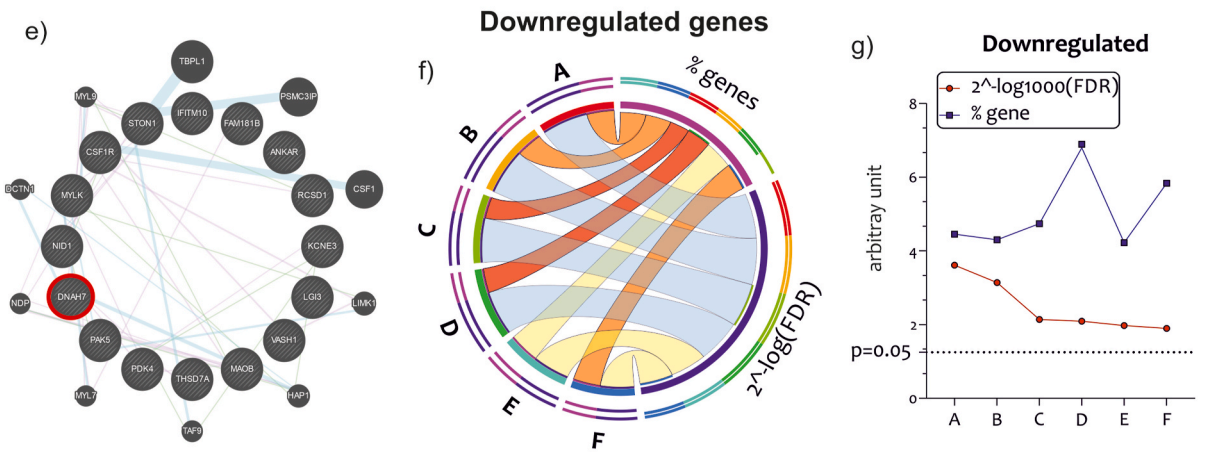 Downregulated genes
e)
TBPL1
MYL9
IFITM10
PSMC3IP
STON1
FAM181B
CSF1R
ANKAR
DCTN1
MYLK
RCSD1
CSF1
NID1
KCNE3
DNAH7
LGI3
NDP
LIMK1
PAK5
VASH1
PDK4
THSD7A
MAOB
MYL7
HAP1
TAF9
f)
A
% genes
B
C
D
2^-log(FDR)
E
F
g)
Downregulated
2^-log1000(FDR)
% gene
arbitray unit
8
6
4
2
p=0.05
0
A B C D E F